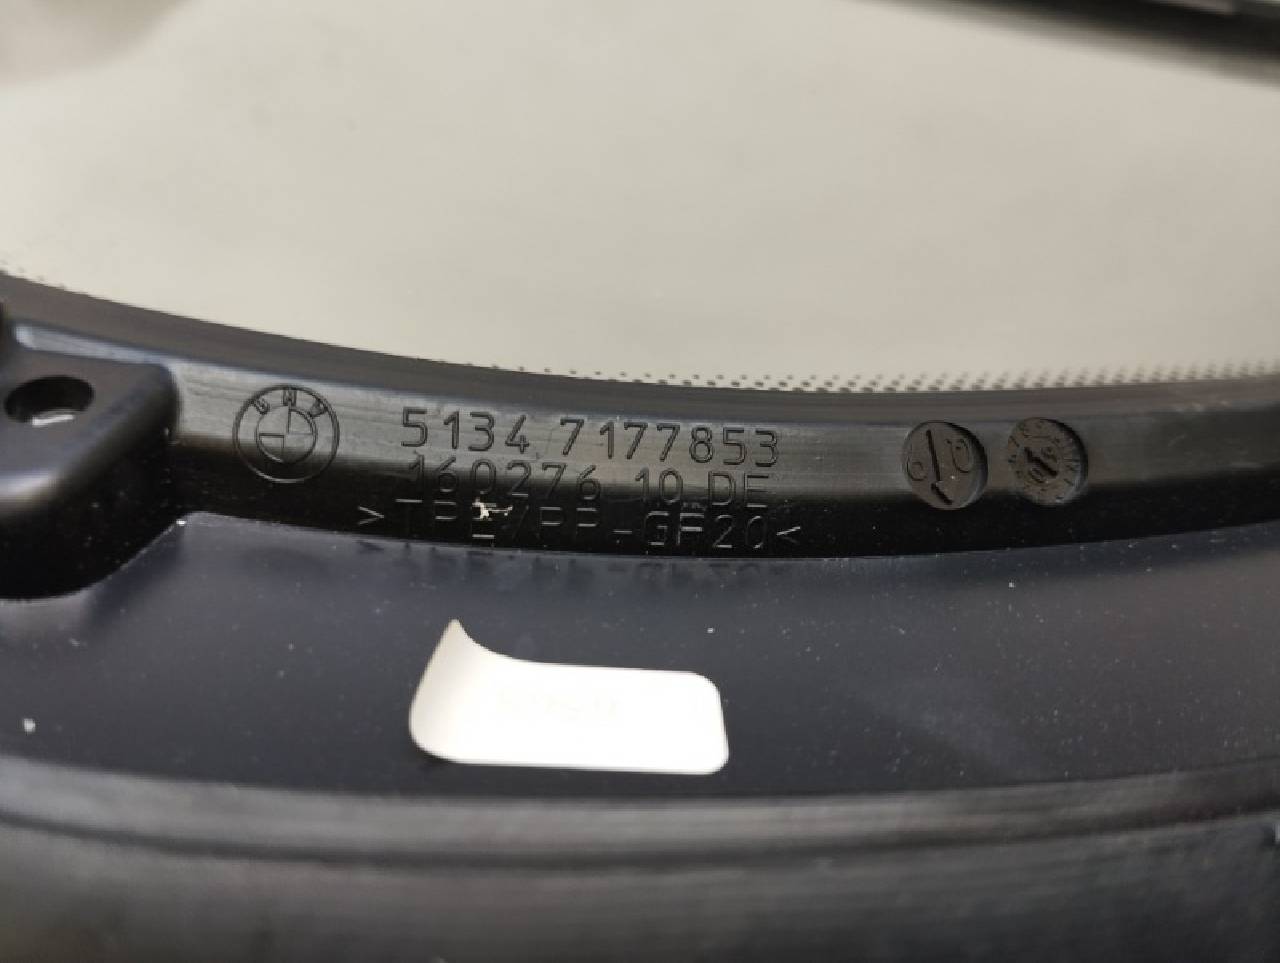 BMW
5134 7177853
160276 10 DE
>TPE/PP-GF20<